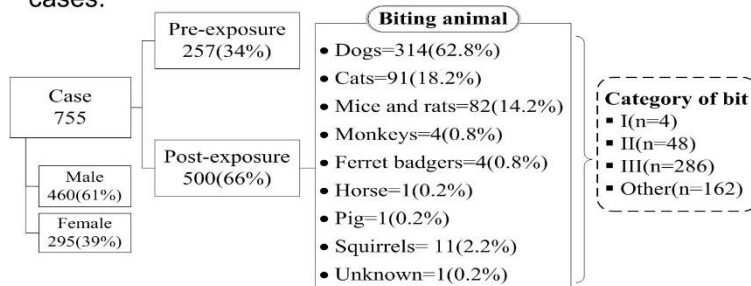 cases.
Case
755
Male
460(61%)
Female
295(39%)
Pre-exposure
257(34%)
Post-exposure
500(66%)
Biting animal
• Dogs=314(62.8%)
• Cats=91(18.2%)
• Mice and rats=82(14.2%)
• Monkeys=4(0.8%)
• Ferret badgers=4(0.8%)
• Horse=1(0.2%)
• Pig=1(0.2%)
• Squirrels= 11(2.2%)
• Unknown=1(0.2%)
Category of bit
▪ I(n=4)
▪ II(n=48)
▪ III(n=286)
▪ Other(n=162)